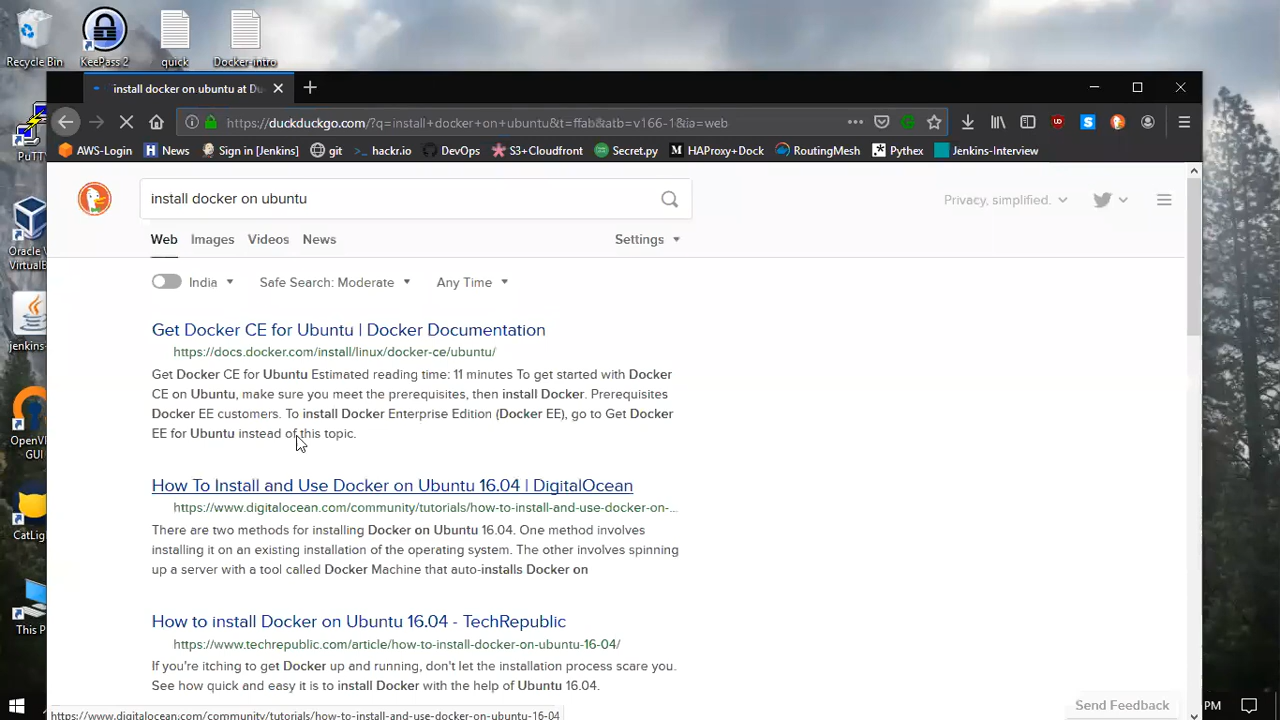 Recycle Bin
KeePass 2
quick
Docker-intro
install docker on ubuntu at Du
https://duckduckgo.com/?q=install+docker+on+ubuntu&t=ffab&atb=v166-1&ia=web
AWS-Login
News
Sign in [Jenkins]
git
hackr.io
DevOps
S3+Cloudfront
Secret.py
HAProxy+Dock
RoutingMesh
Pythex
Jenkins-Interview
PuTTY
install docker on ubuntu
Privacy, simplified.
Web Images Videos News
Settings
India
Safe Search: Moderate
Any Time
Oracle V
VirtualB
Get Docker CE for Ubuntu | Docker Documentation
https://docs.docker.com/install/linux/docker-ce/ubuntu/
Get Docker CE for Ubuntu Estimated reading time: 11 minutes To get started with Docker
CE on Ubuntu, make sure you meet the prerequisites, then install Docker. Prerequisites
Docker EE customers. To install Docker Enterprise Edition (Docker EE), go to Get Docker
EE for Ubuntu instead of this topic.
jenkins-
OpenVP
GUI
How To Install and Use Docker on Ubuntu 16.04 | DigitalOcean
https://www.digitalocean.com/community/tutorials/how-to-install-and-use-docker-on-...
There are two methods for installing Docker on Ubuntu 16.04. One method involves
installing it on an existing installation of the operating system. The other involves spinning
up a server with a tool called Docker Machine that auto-installs Docker on
CatLigh
This P
How to install Docker on Ubuntu 16.04 - TechRepublic
https://www.techrepublic.com/article/how-to-install-docker-on-ubuntu-16-04/
If you're itching to get Docker up and running, don't let the installation process scare you.
See how quick and easy it is to install Docker with the help of Ubuntu 16.04.
Send Feedback
PM
https://www.digitalocean.com/community/tutorials/how-to-install-and-use-docker-on-ubuntu-16-04